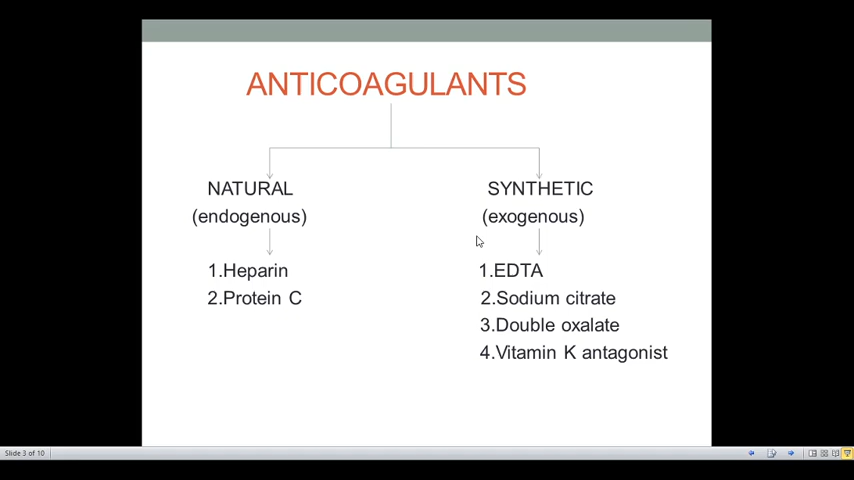 ANTICOAGULANTS
NATURAL
(endogenous)
1.Heparin
2.Protein C
SYNTHETIC
(exogenous)
1.EDTA
2.Sodium citrate
3.Double oxalate
4.Vitamin K antagonist
Slide 3 of 10